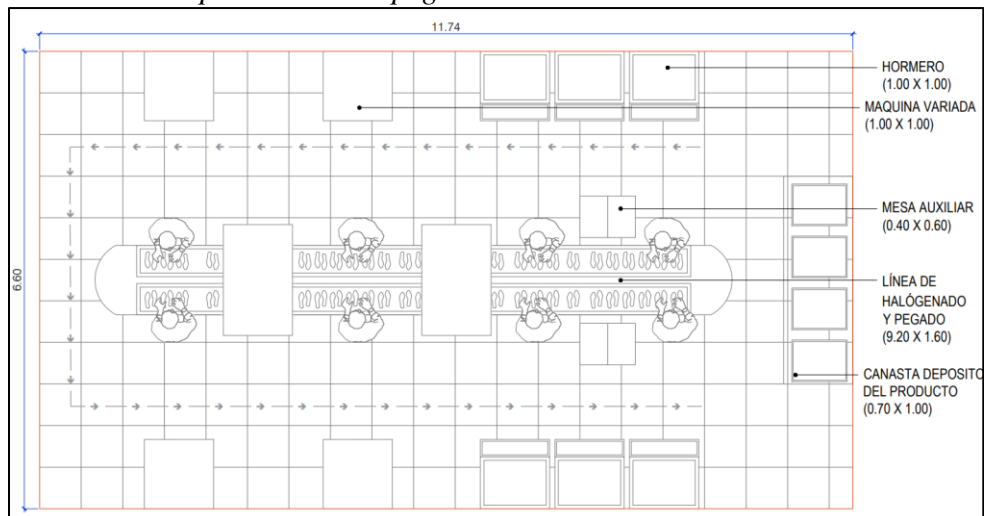 11.74
6.60
HORMERO
(1.00 X 1.00)
MAQUINA VARIADA
(1.00 X 1.00)
MESA AUXILIAR
(0.40 X 0.60)
LÍNEA DE
HALÓGENADO
Y PEGADO
(9.20 X 1.60)
CANASTA DEPOSITO
DEL PRODUCTO
(0.70 X 1.00)